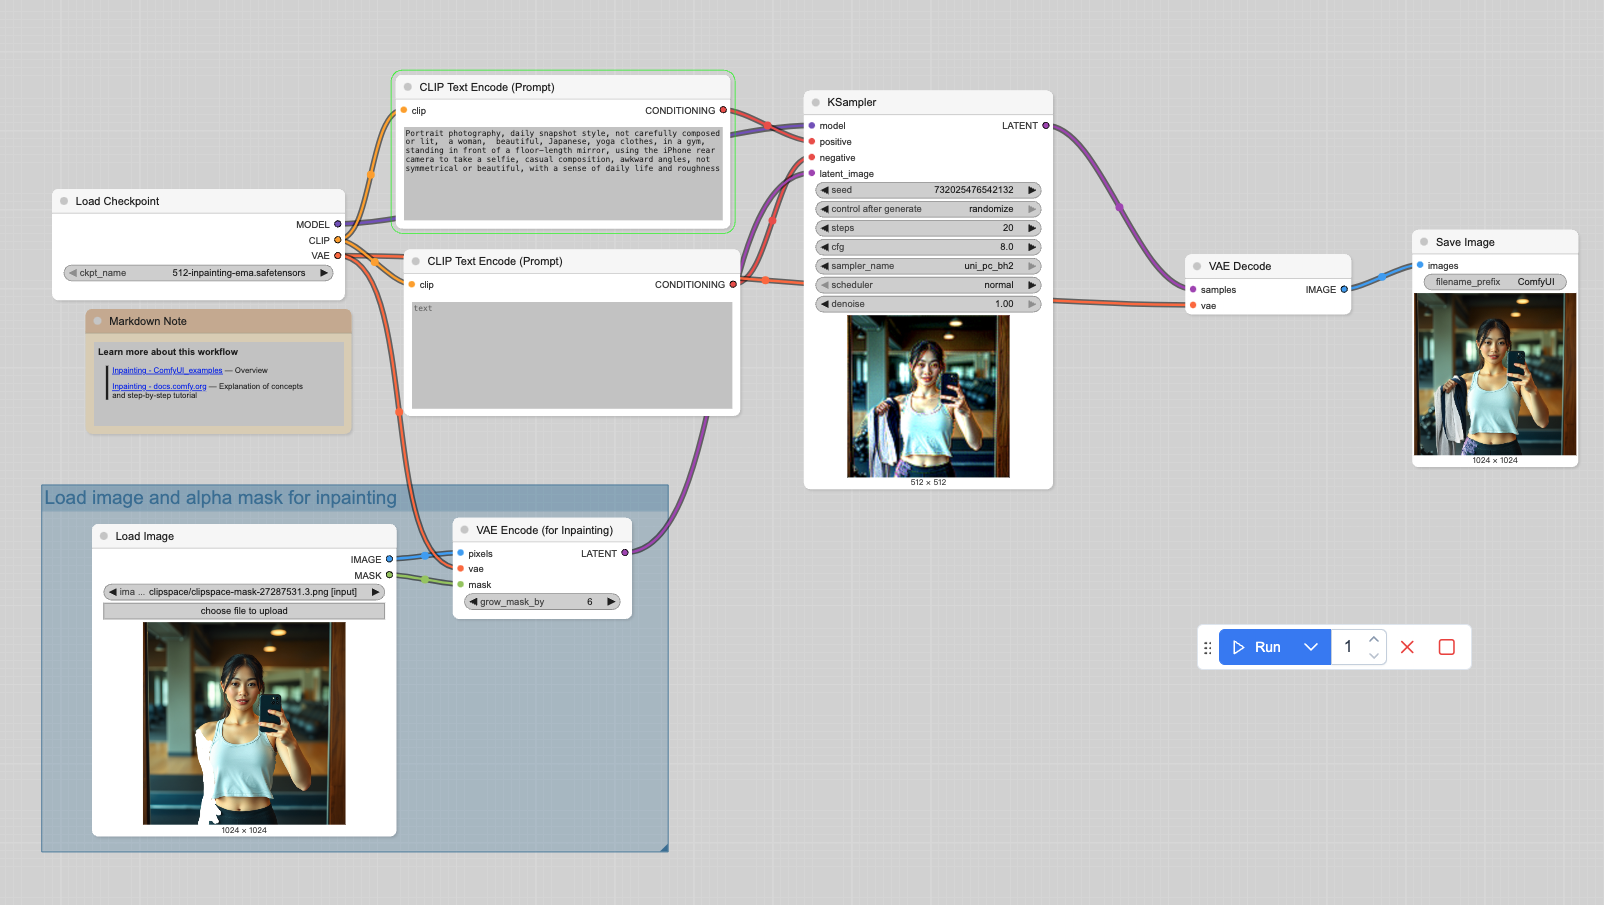 CLIP Text Encode (Prompt)
clip
CONDITIONING
Portrait photography, daily snapshot style, not carefully composed
or lit, a woman, beautiful, Japanese, yoga clothes, in a gym,
standing in front of a floor-length mirror, using the iPhone rear
camera to take a selfie, casual composition, awkward angles, not
symmetrical or beautiful, with a sense of daily life and roughness
Load Checkpoint
MODEL
CLIP
VAE
ckpt_name 512-inpainting-ema.safetensors
CLIP Text Encode (Prompt)
clip
CONDITIONING
text
Markdown Note
Learn more about this workflow
Inpainting - ComfyUI_examples — Overview
Inpainting - docs.comfy.org — Explanation of concepts
and step-by-step tutorial
KSampler
model
LATENT
positive
negative
latent_image
seed 732025476542132
control after generate randomize
steps 20
cfg 8.0
sampler_name uni_pc_bh2
scheduler normal
denoise 1.00
512 × 512
VAE Decode
samples
IMAGE
vae
Save Image
images
filename_prefix ComfyUI
1024 × 1024
Load image and alpha mask for inpainting
Load Image
IMAGE
MASK
ima ... clipspace/clipspace-mask-27287531.3.png [input]
choose file to upload
1024 × 1024
VAE Encode (for Inpainting)
pixels
LATENT
vae
mask
grow_mask_by 6
Run 1